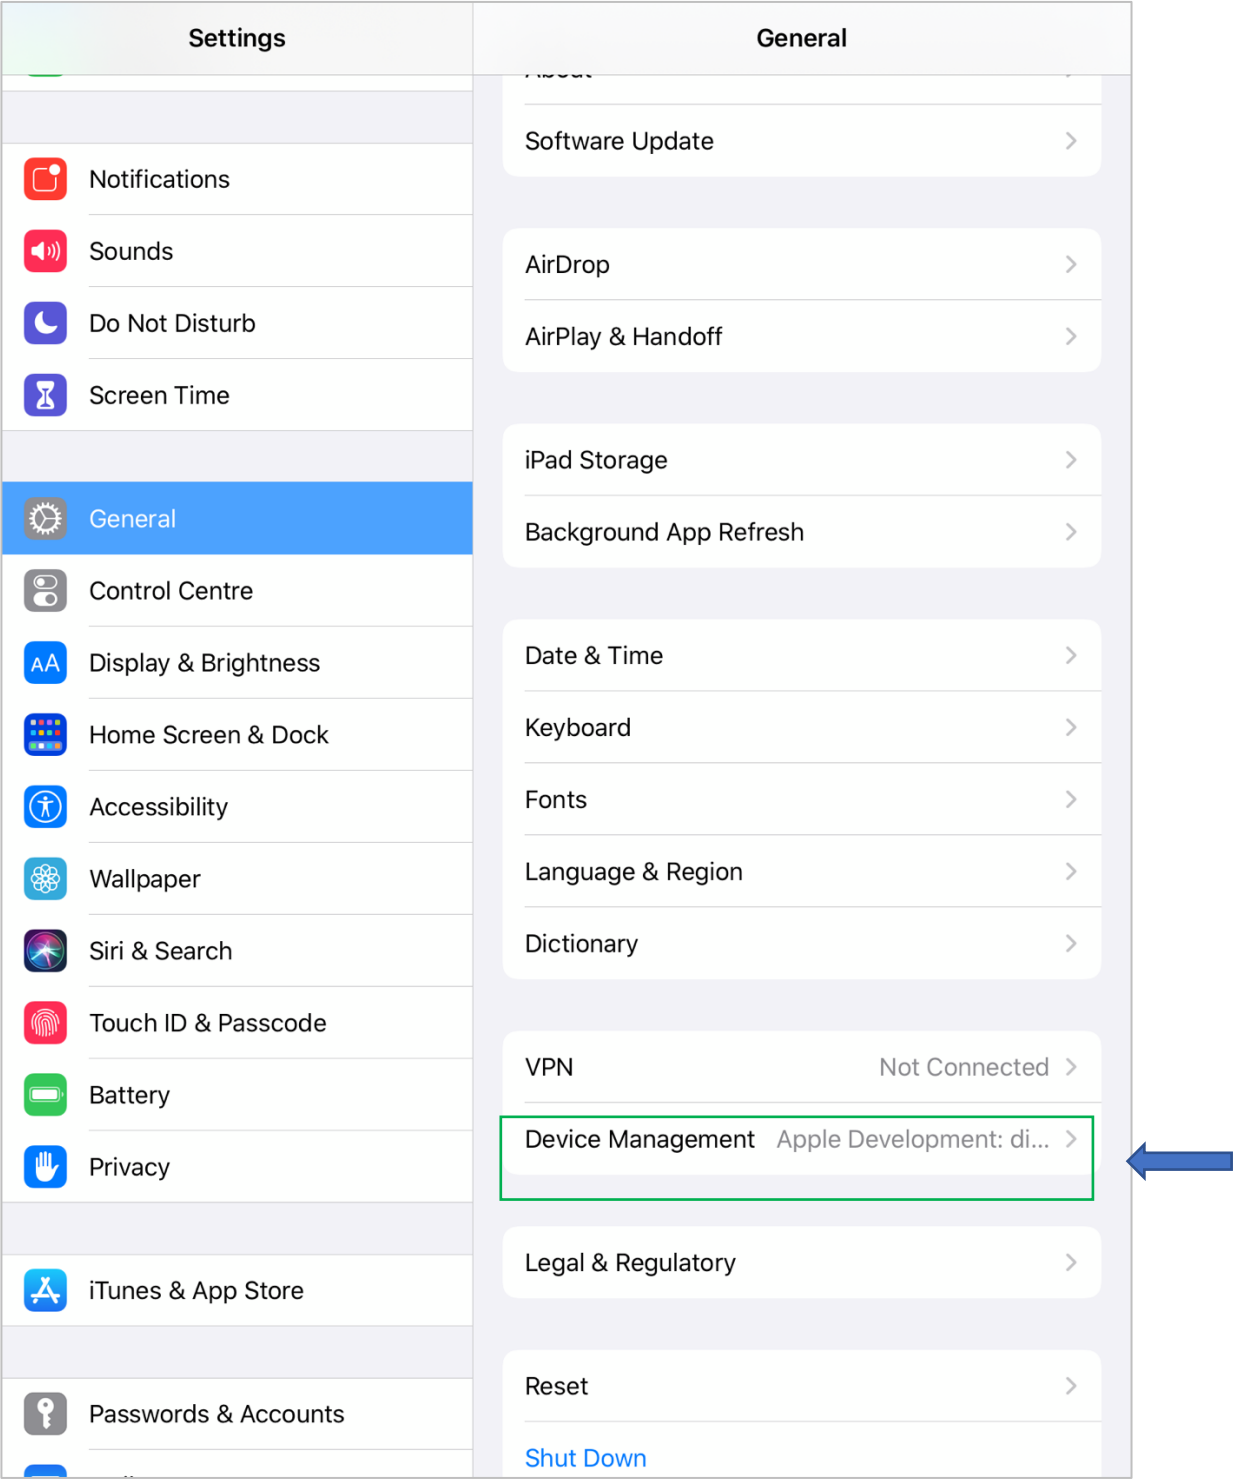 Settings
Notifications
Sounds
Do Not Disturb
Screen Time
General
Control Centre
AA
Display & Brightness
Home Screen & Dock
Accessibility
Wallpaper
Siri & Search
Touch ID & Passcode
Battery
Privacy
iTunes & App Store
Passwords & Accounts
General
About
Software Update
AirDrop
AirPlay & Handoff
iPad Storage
Background App Refresh
Date & Time
Keyboard
Fonts
Language & Region
Dictionary
VPN Not Connected
Device Management Apple Development: di...
Legal & Regulatory
Reset
Shut Down